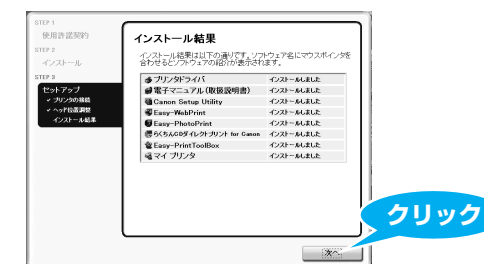 STEP 1
使用許諾契約
STEP 2
インストール
STEP 3
セットアップ
✓ プリンタの接続
✓ ヘッド位置調整
インストール結果
インストール結果
インストール結果は以下の通りです。ソフトウェア名にマウスポインタを
合わせるとソフトウェアの紹介が表示されます。
プリンタドライバ インストールしました
電子マニュアル(取扱説明書) インストールしました
Canon Setup Utility インストールしました
Easy-WebPrint インストールしました
Easy-PhotoPrint インストールしました
らくちんCDダイレクトプリント for Canon インストールしました
Easy-PrintToolBox インストールしました
マイ プリンタ インストールしました
次へ
クリック